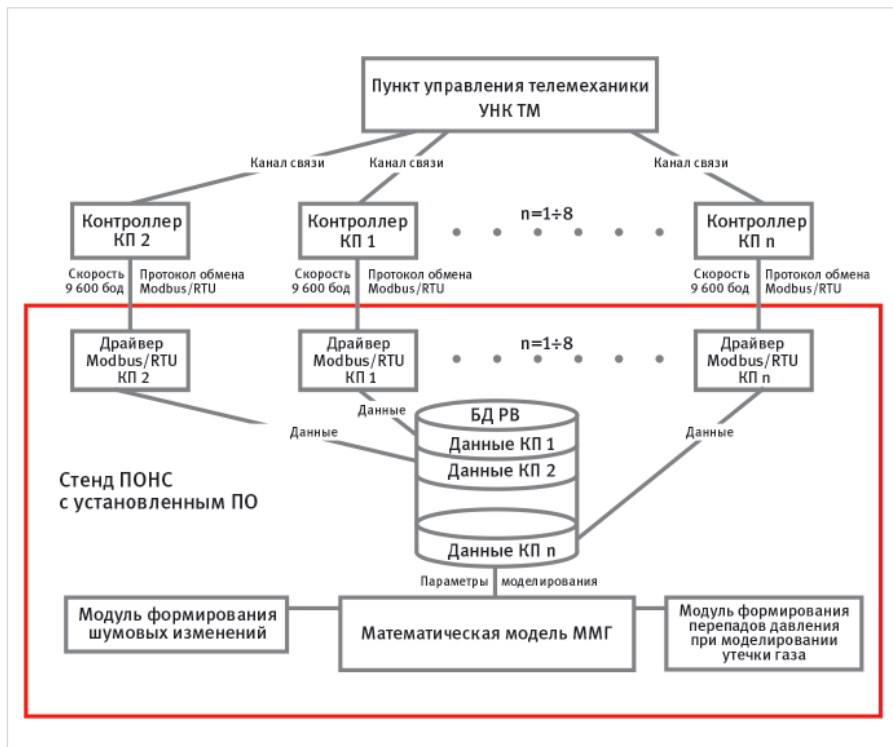 Пункт управления телемеханики
УНК ТМ
Канал связи
Канал связи
Канал связи
Контроллер
КП 2
Контроллер
КП 1
n=1÷8
Контроллер
КП n
Скорость
9 600 бод
Протокол обмена
Modbus/RTU
Скорость
9 600 бод
Протокол обмена
Modbus/RTU
Скорость
9 600 бод
Протокол обмена
Modbus/RTU
Драйвер
Modbus/RTU
КП 2
Драйвер
Modbus/RTU
КП 1
n=1÷8
Драйвер
Modbus/RTU
КП n
Данные
Данные
Данные
БД РВ
Данные КП 1
Данные КП 2
Данные КП n
Стенд ПОНС
с установленным ПО
Параметры моделирования
Модуль формирования
шумовых изменений
Математическая модель ММГ
Модуль формирования
перепадов давления
при моделировании
утечки газа